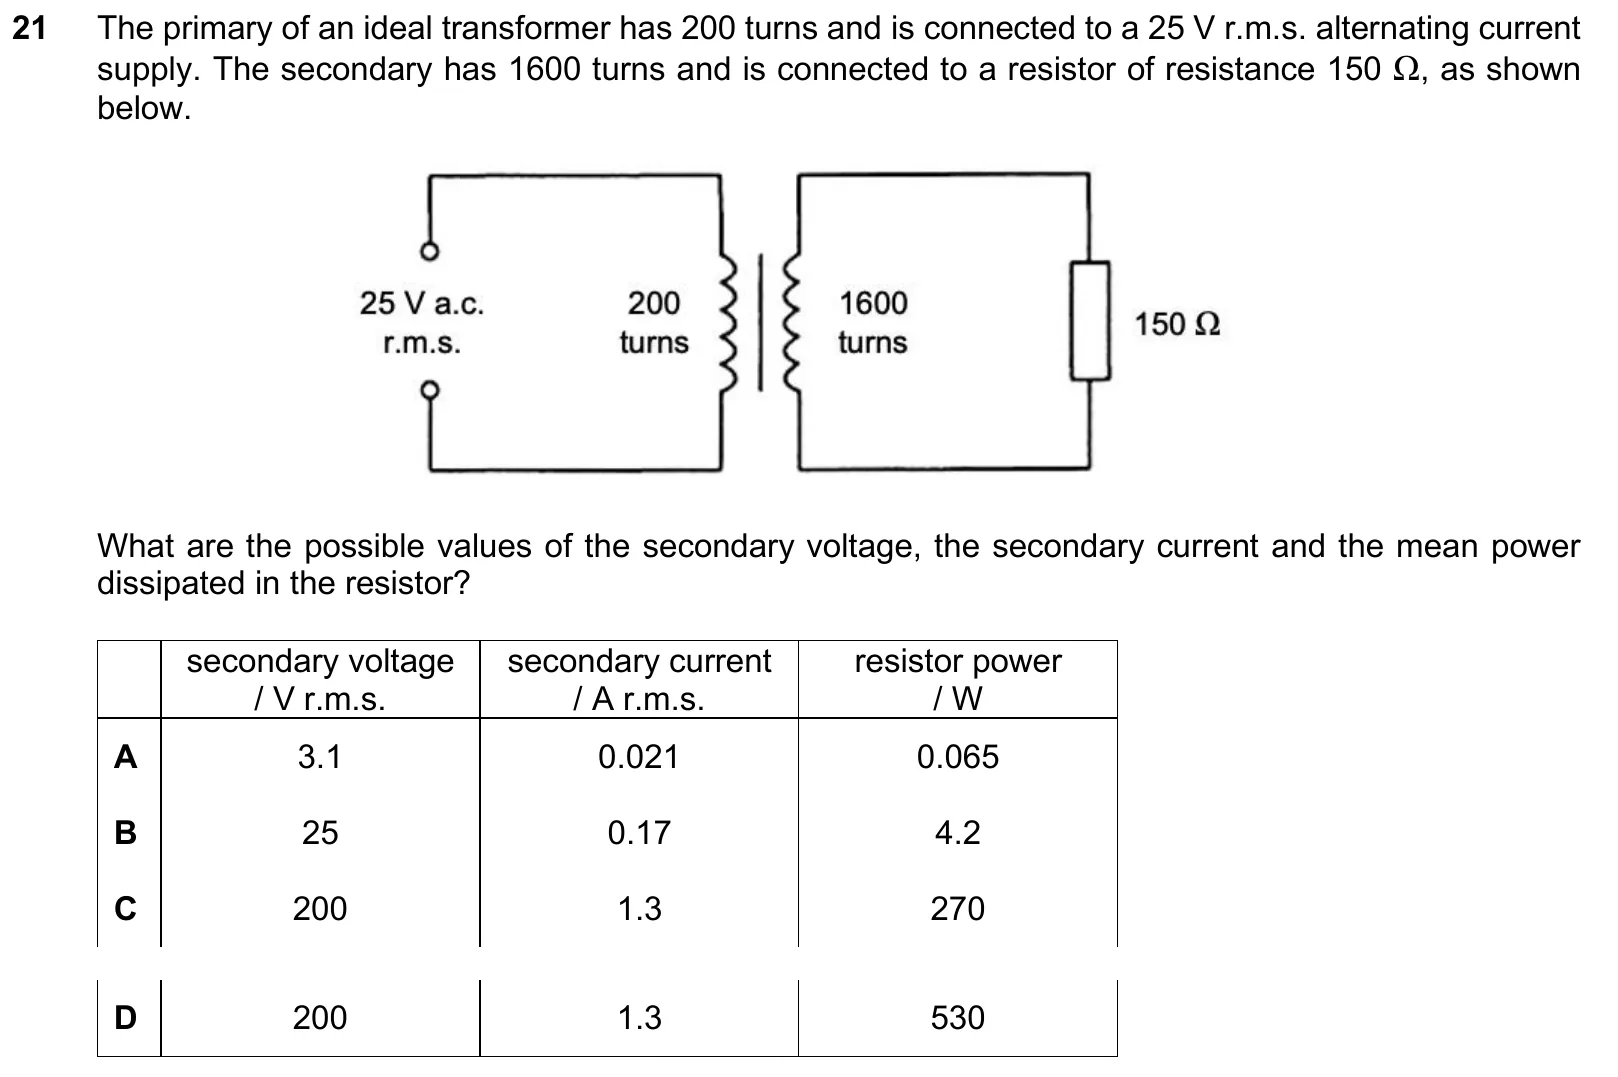 21 The primary of an ideal transformer has 200 turns and is connected to a 25 V r.m.s. alternating current
supply. The secondary has 1600 turns and is connected to a resistor of resistance 150 Ω, as shown
below.
25 V a.c.
r.m.s.
200
turns
1600
turns
150 Ω
What are the possible values of the secondary voltage, the secondary current and the mean power
dissipated in the resistor?
secondary voltage secondary current resistor power
/ V r.m.s. / A r.m.s. / W
A 3.1 0.021 0.065
B 25 0.17 4.2
C 200 1.3 270
D 200 1.3 530